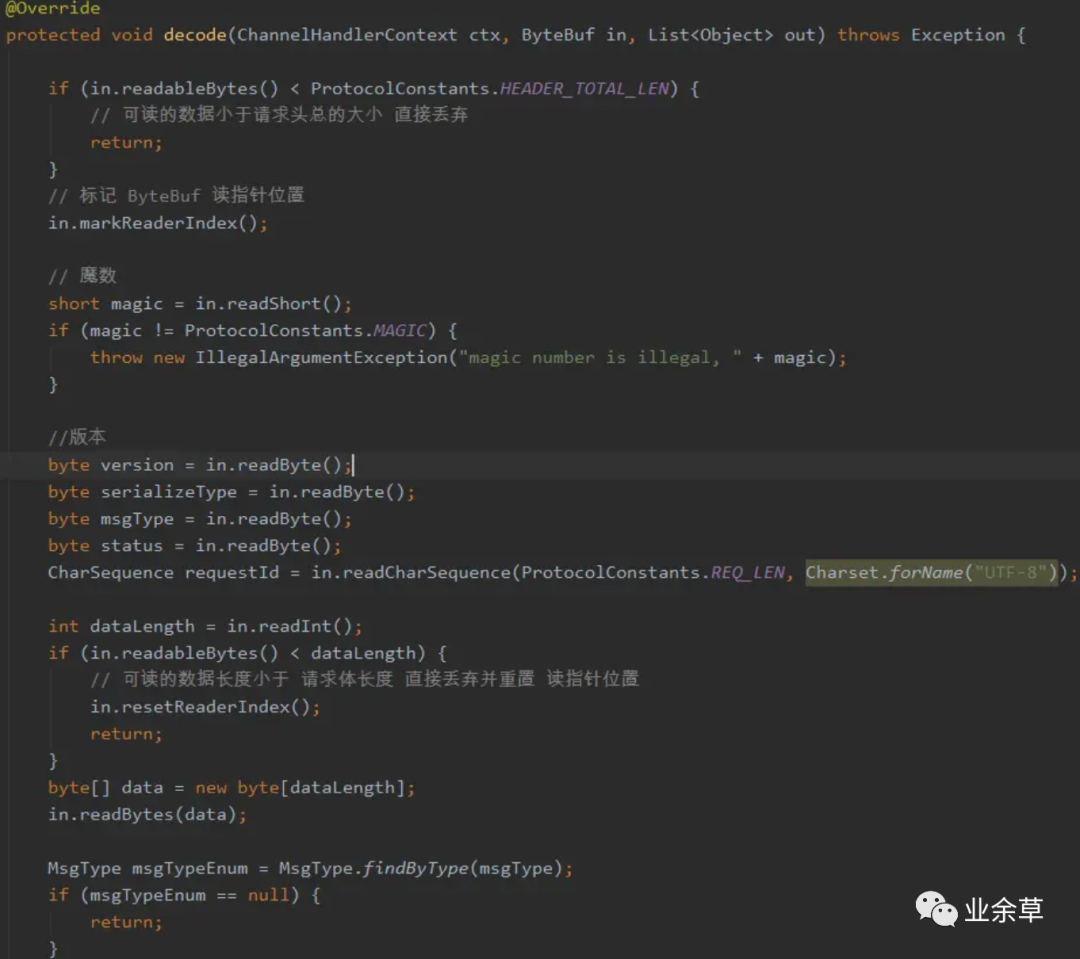 @Override
protected void decode(ChannelHandlerContext ctx, ByteBuf in, List<Object> out) throws Exception {
if (in.readableBytes() < ProtocolConstants.HEADER_TOTAL_LEN) {
// 可读的数据小于请求头总的大小 直接丢弃
return;
}
// 标记 ByteBuf 读指针位置
in.markReaderIndex();
// 魔数
short magic = in.readShort();
if (magic != ProtocolConstants.MAGIC) {
throw new IllegalArgumentException("magic number is illegal, " + magic);
}
//版本
byte version = in.readByte();
byte serializeType = in.readByte();
byte msgType = in.readByte();
byte status = in.readByte();
CharSequence requestId = in.readCharSequence(ProtocolConstants.REQ_LEN, Charset.forName("UTF-8"));
int dataLength = in.readInt();
if (in.readableBytes() < dataLength) {
// 可读的数据长度小于 请求体长度 直接丢弃并重置 读指针位置
in.resetReaderIndex();
return;
}
byte[] data = new byte[dataLength];
in.readBytes(data);
MsgType msgTypeEnum = MsgType.findByType(msgType);
if (msgTypeEnum == null) {
return;
}
业余草